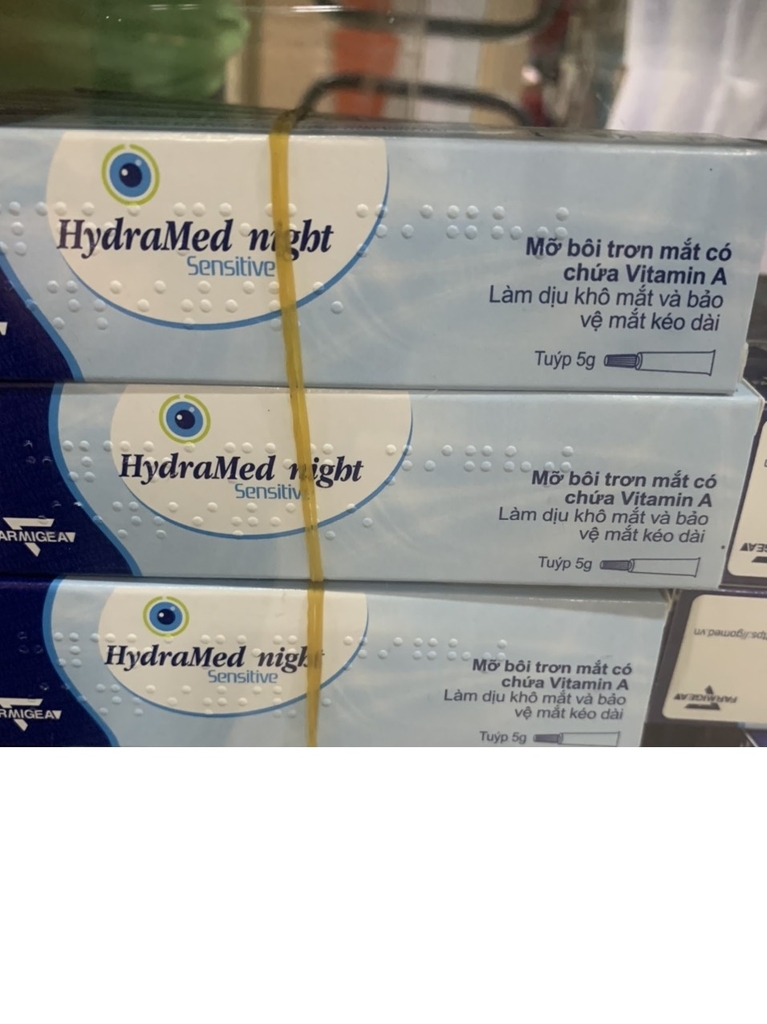 HydraMed night
Sensitive
Mỡ bôi trơn mắt có
chứa Vitamin A
Làm dịu khô mắt và bảo
vệ mắt kéo dài
Tuýp 5g
HydraMed night
Sensitive
ARMIGEA
Mỡ bôi trơn mắt có
chứa Vitamin A
Làm dịu khô mắt và bảo
vệ mắt kéo dài
Tuýp 5g
HydraMed night
Sensitive
RMIGEA
Mỡ bôi trơn mắt có
chứa Vitamin A
Làm dịu khô mắt và bảo
vệ mắt kéo dài
Tuýp 5g
FARMIGEA